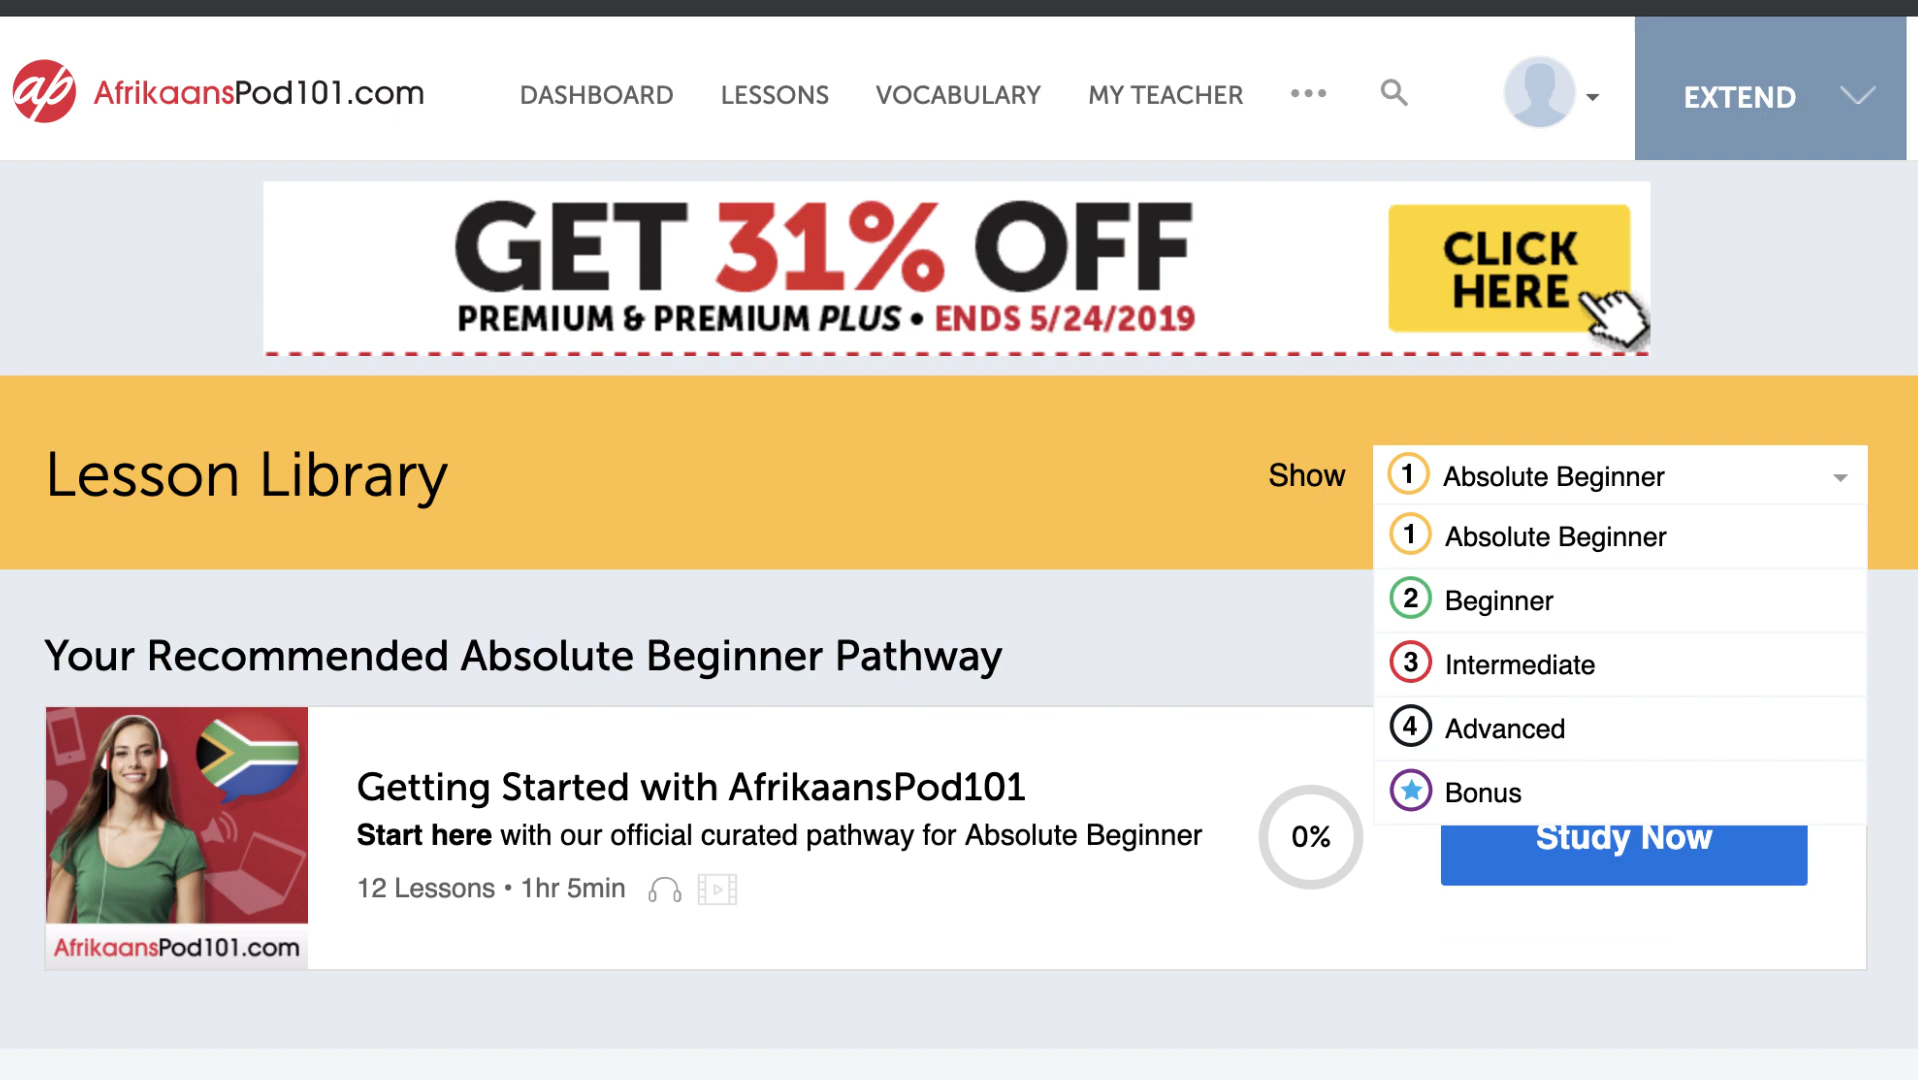 ap AfrikaansPod101.com DASHBOARD LESSONS VOCABULARY MY TEACHER ••• EXTEND
GET 31% OFF
PREMIUM & PREMIUM PLUS • ENDS 5/24/2019
CLICK
HERE
Lesson Library
Show
1 Absolute Beginner
1 Absolute Beginner
2 Beginner
3 Intermediate
4 Advanced
Bonus
Your Recommended Absolute Beginner Pathway
Getting Started with AfrikaansPod101
Start here with our official curated pathway for Absolute Beginner
12 Lessons • 1hr 5min
0%
Study Now
AfrikaansPod101.com